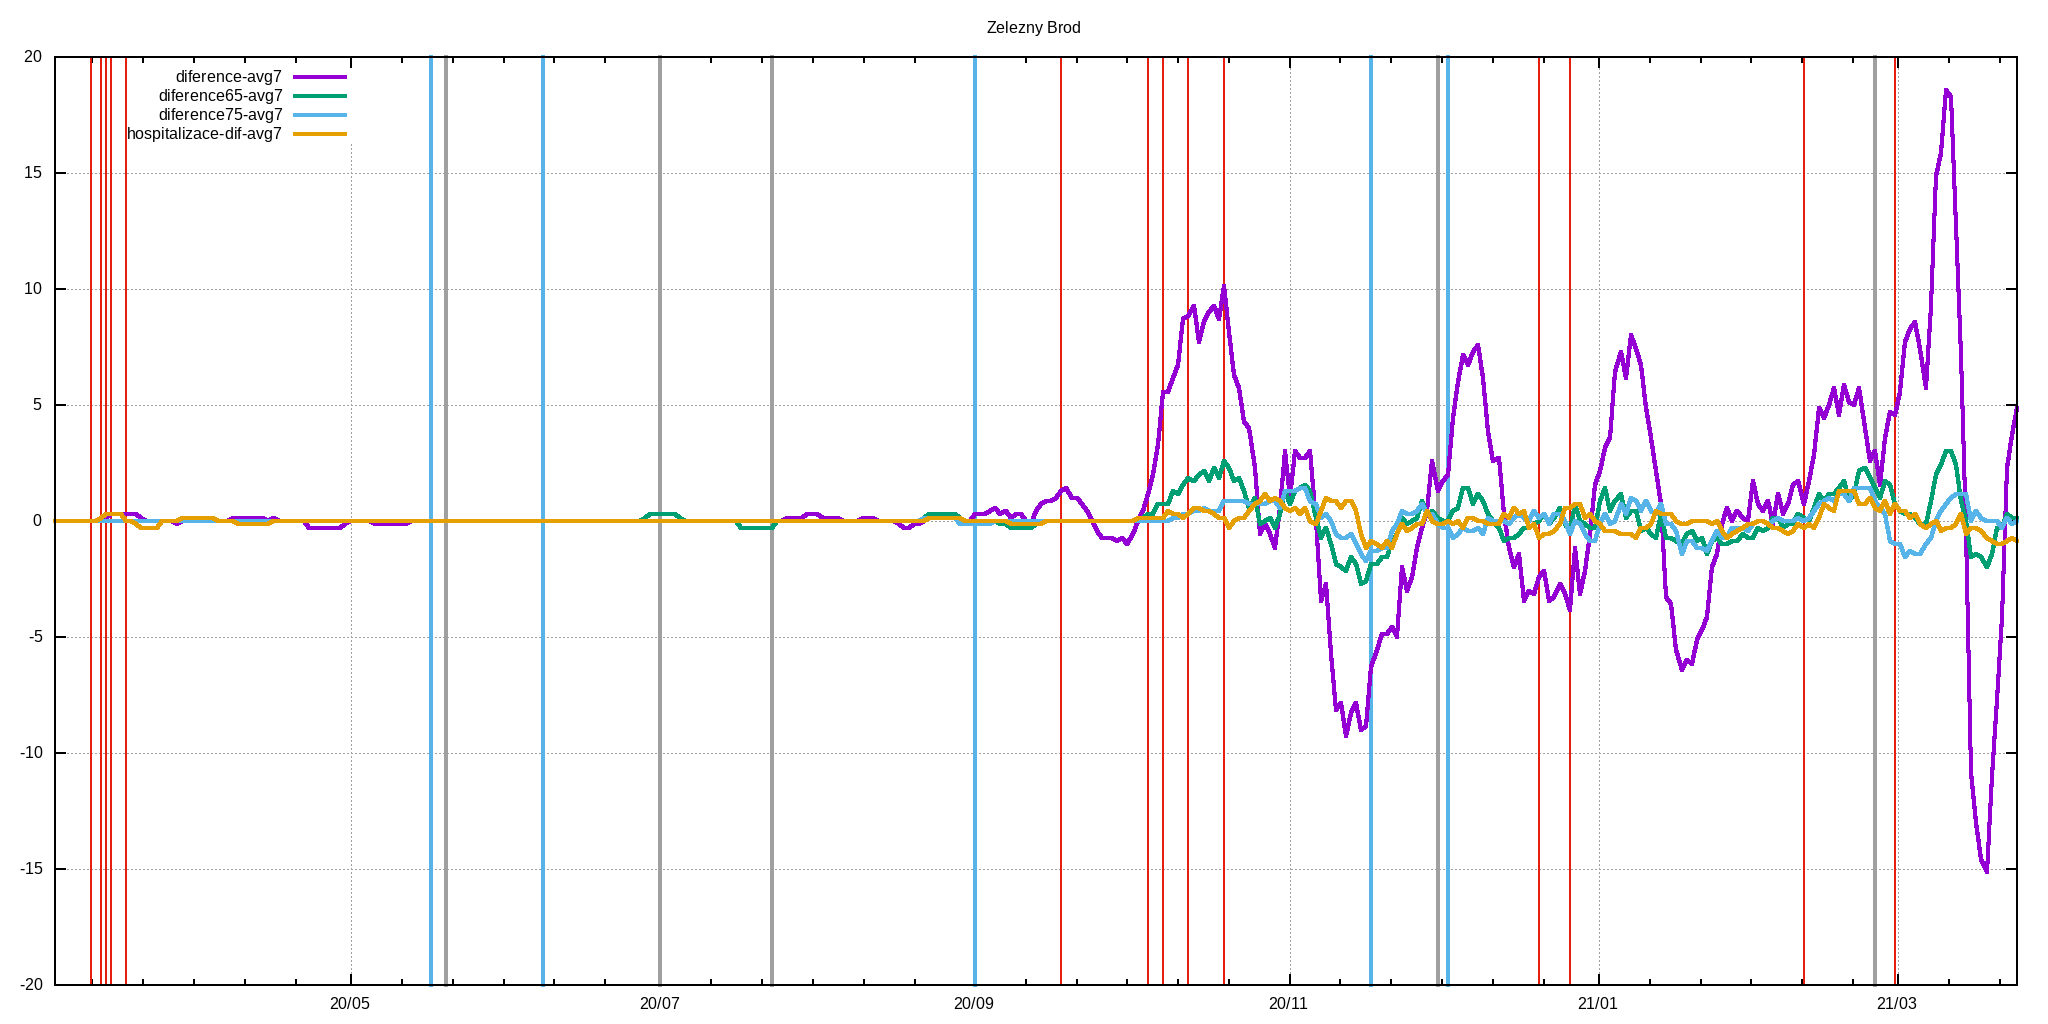 Zelezny Brod
20
diference-avg7
diference65-avg7
diference75-avg7
hospitalizace-dif-avg7
15
10
5
0
-5
-10
-15
-20
20/05 20/07 20/09 20/11 21/01 21/03